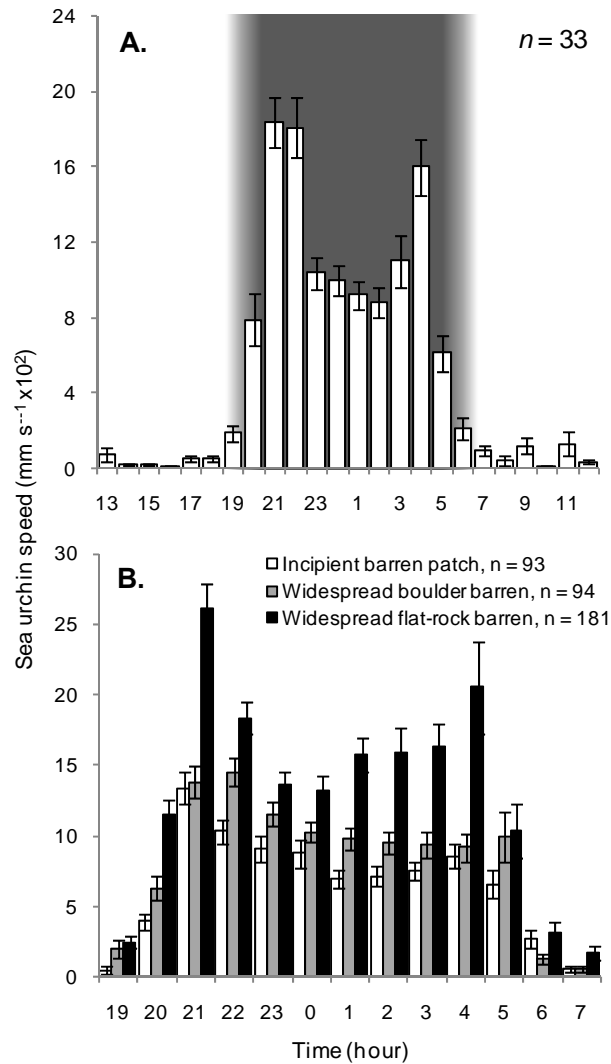 A.
n = 33
24
20
16
12
8
4
0
13 15 17 19 21 23 1 3 5 7 9 11
Sea urchin speed (mm s⁻⁻¹ x10²)
B.
Incipient barren patch, n = 93
Widespread boulder barren, n = 94
Widespread flat-rock barren, n = 181
30
25
20
15
10
5
0
19 20 21 22 23 0 1 2 3 4 5 6 7
Time (hour)